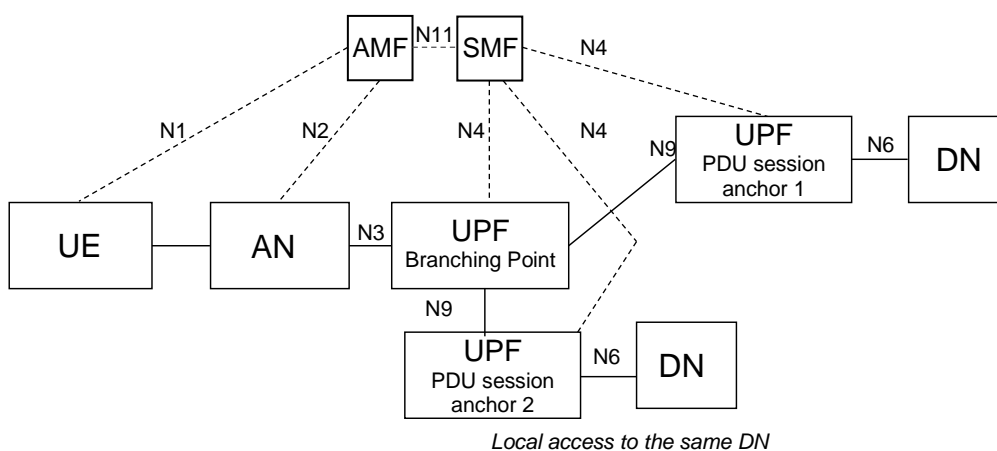 AMF
N11
SMF
N4
N1
N2
N4
N4
UPF
PDU session
anchor 1
N9
N6
DN
UE
AN
N3
UPF
Branching Point
N9
UPF
PDU session
anchor 2
N6
DN
Local access to the same DN